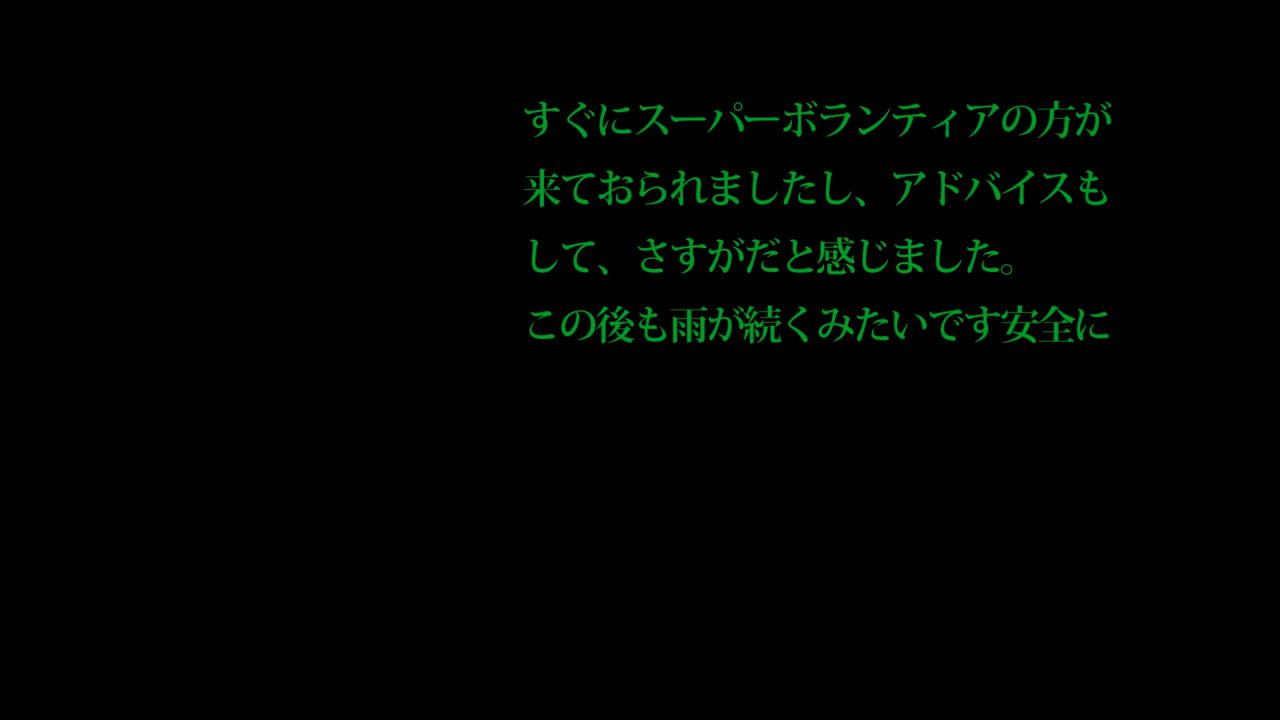 すぐにスーパーボランティアの方が
来ておられましたし、アドバイスも
して、さすがだと感じました。
この後も雨が続くみたいです安全に